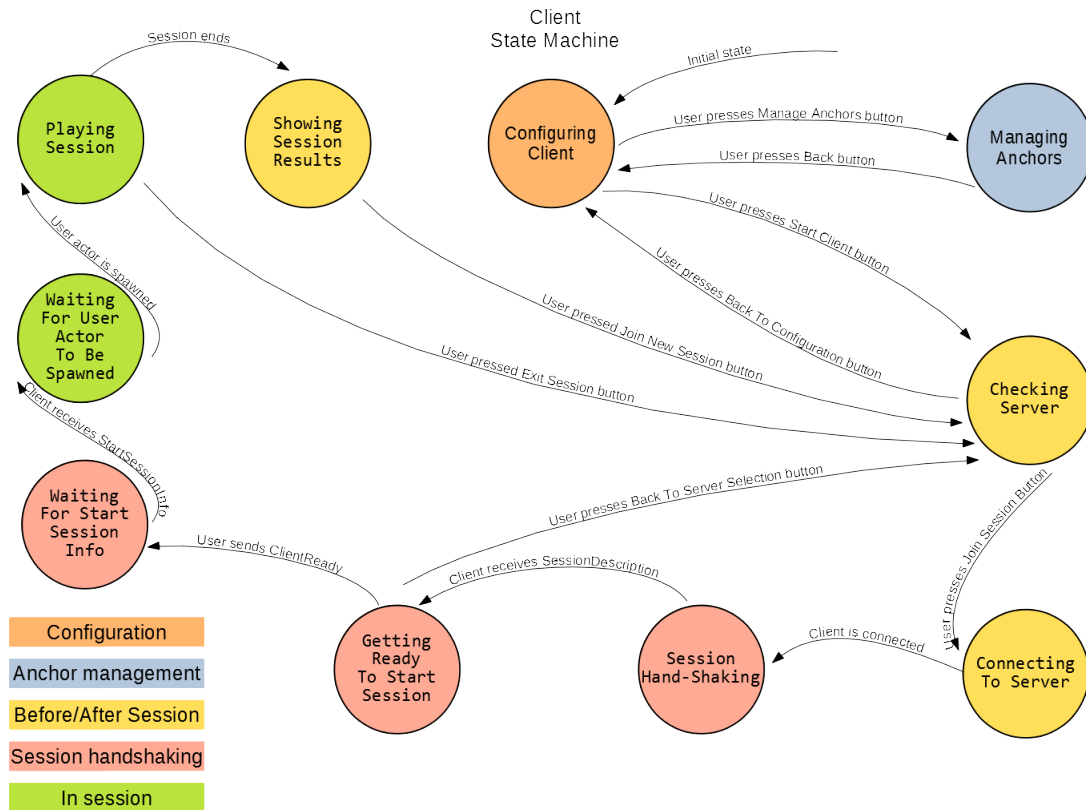 Client
State Machine
Session ends
Initial state
Playing
Session
Showing
Session
Results
Configuring
Client
User presses Manage Anchors button
Managing
Anchors
User presses Back button
User presses Start Client button
User actor is spawned
User presses Back To Configuration button
Waiting
For User
Actor
To Be
Spawned
User pressed Join New Session button
User pressed Exit Session button
Checking
Server
Client receives StartSessionInfo
Waiting
For Start
Session
Info
User presses Back To Server Selection button
User presses Join Session Button
User sends ClientReady
Client receives SessionDescription
Getting
Ready
To Start
Session
Session
Hand-Shaking
Client is connected
Connecting
To Server
Configuration
Anchor management
Before/After Session
Session handshaking
In session